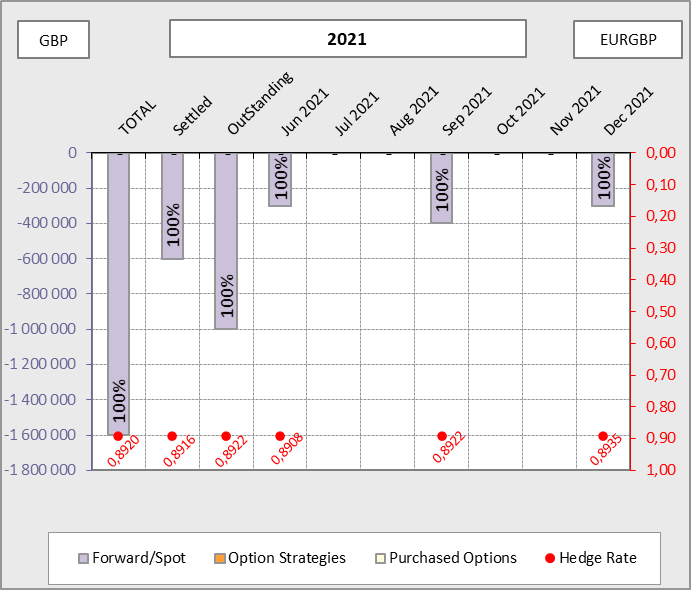 GBP 2021 EURGBP
TOTAL Settled OutStanding Jun 2021 Jul 2021 Aug 2021 Sep 2021 Oct 2021 Nov 2021 Dec 2021
0 0,00
-200 000 0,10
-400 000 0,20
-600 000 0,30
-800 000 0,40
-1 000 000 0,50
-1 200 000 0,60
-1 400 000 0,70
-1 600 000 0,80
-1 800 000 0,90
1,00
100% 100% 100% 100% 100% 100%
0,8920 0,8916 0,8922 0,8908 0,8922 0,8935
Forward/Spot Option Strategies Purchased Options Hedge Rate